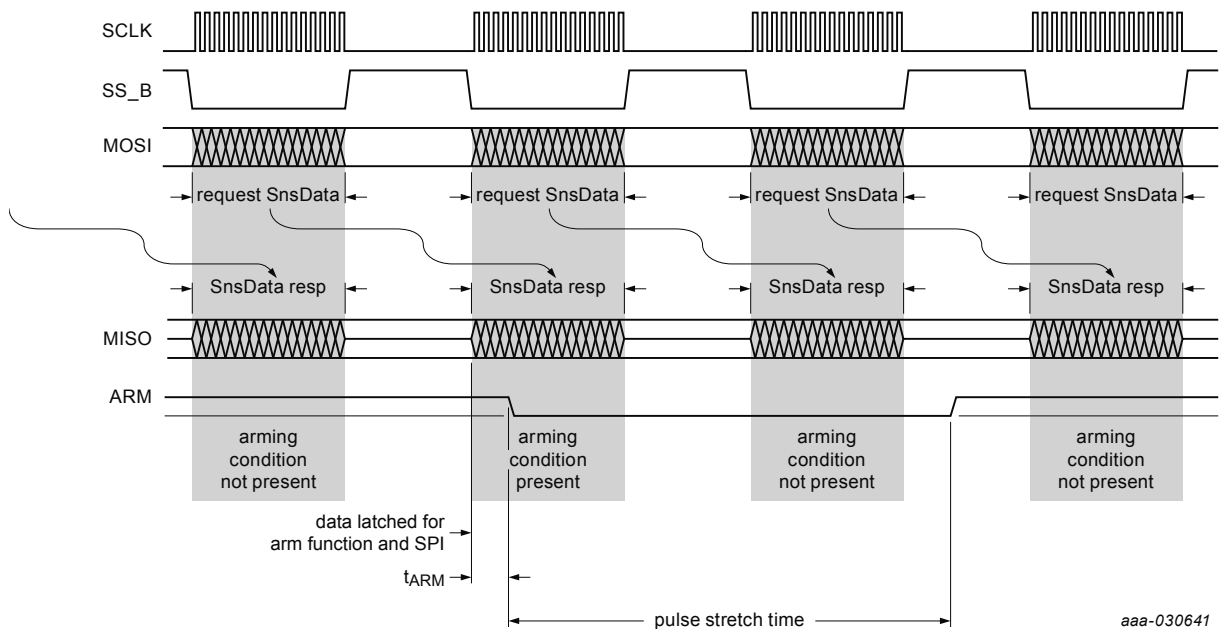 SCLK
SS_B
MOSI
request SnsData request SnsData request SnsData request SnsData
SnsData resp SnsData resp SnsData resp SnsData resp
MISO
ARM
arming
condition
not present
arming
condition
present
arming
condition
not present
arming
condition
not present
data latched for
arm function and SPI
tARM
pulse stretch time
aaa-030641